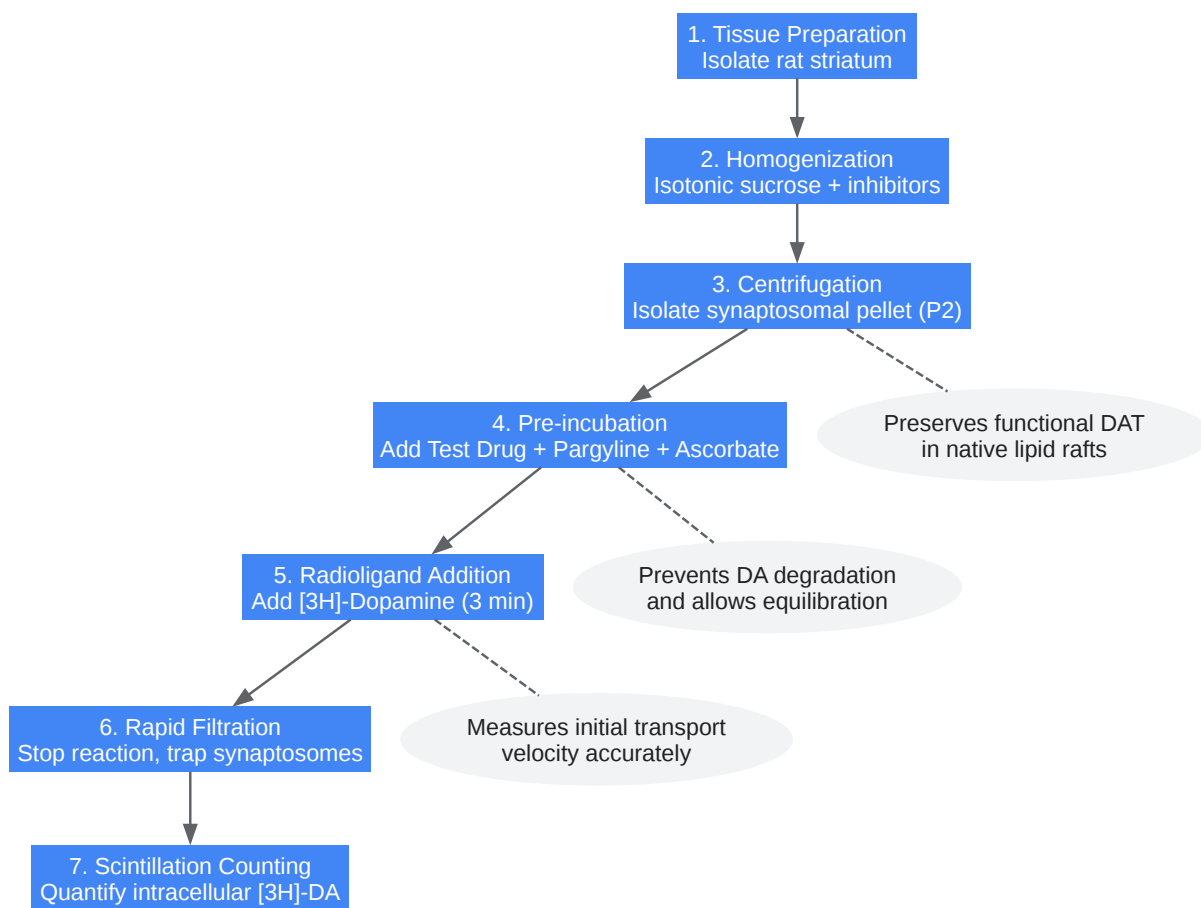 1. Tissue Preparation
Isolate rat striatum
2. Homogenization
Isotonic sucrose + inhibitors
3. Centrifugation
Isolate synaptosomal pellet (P2)
4. Pre-incubation
Add Test Drug + Pargyline + Ascorbate
Preserves functional DAT
in native lipid rafts
5. Radioligand Addition
Add [3H]-Dopamine (3 min)
Prevents DA degradation
and allows equilibration
6. Rapid Filtration
Stop reaction, trap synaptosomes
Measures initial transport
velocity accurately
7. Scintillation Counting
Quantify intracellular [3H]-DA